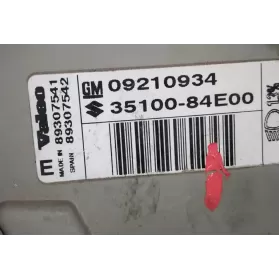 Valeo
89307541
89307542
MADE IN
SPAIN
E
GM 09210934
35100-84E00